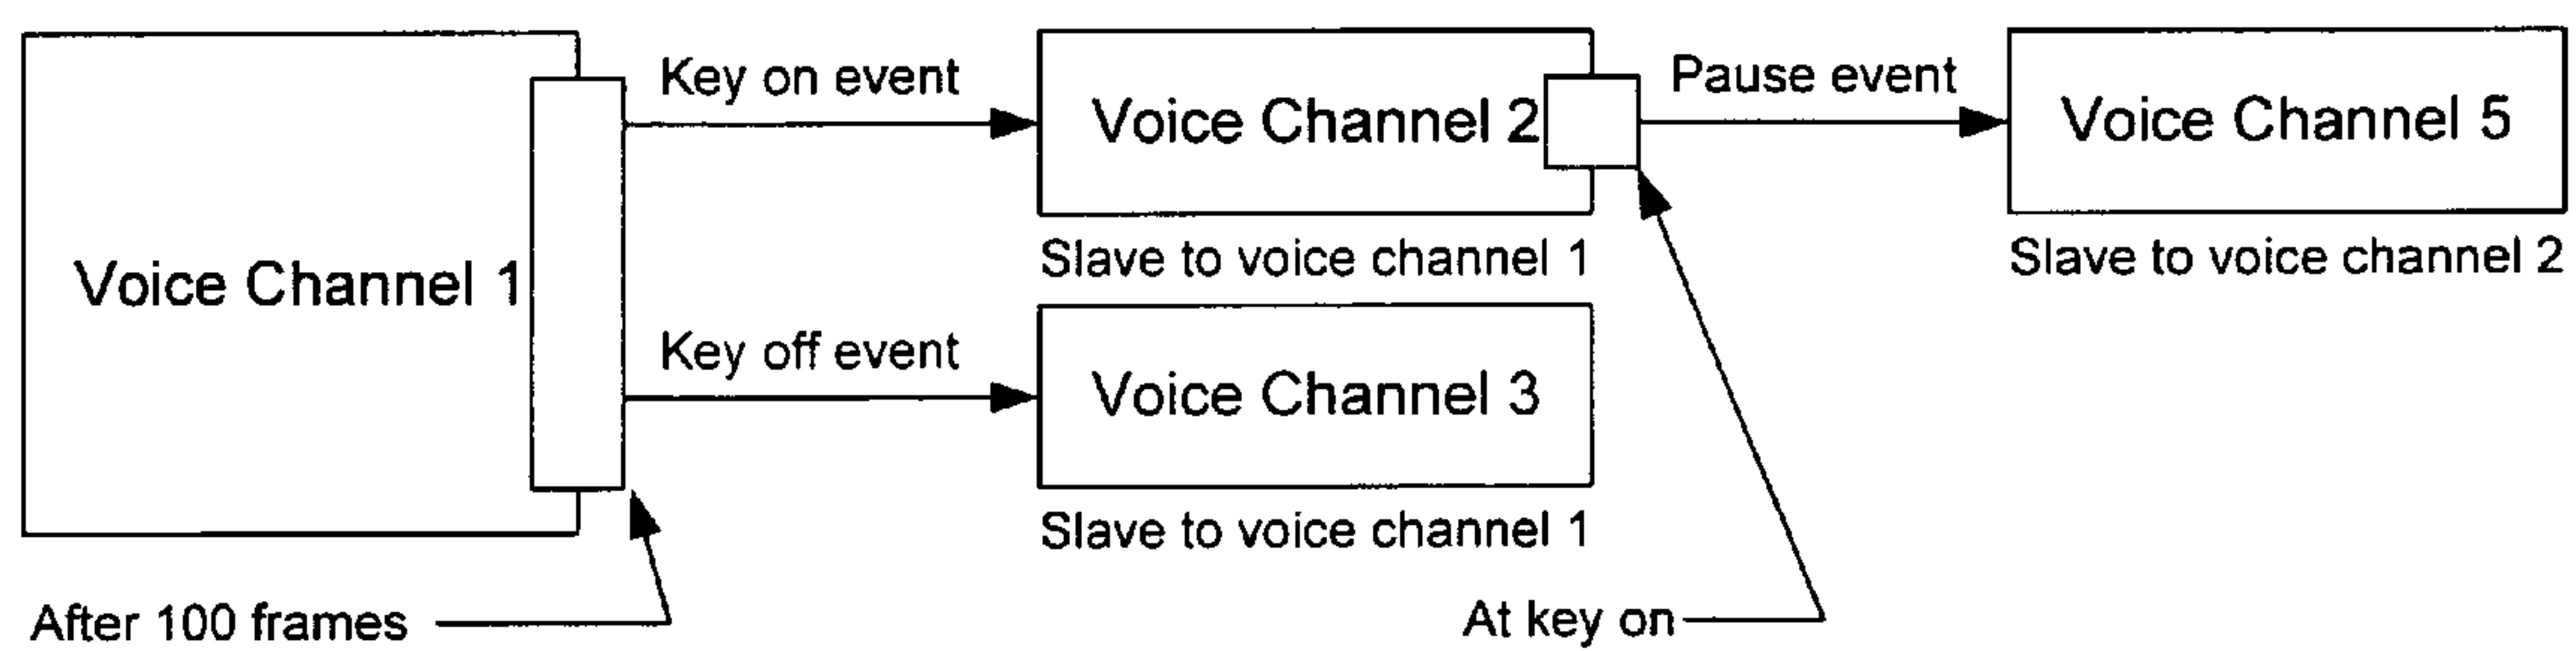 Key on event
Pause event
Voice Channel 2
Voice Channel 5
Slave to voice channel 1
Slave to voice channel 2
Voice Channel 1
Key off event
Voice Channel 3
Slave to voice channel 1
After 100 frames
At key on